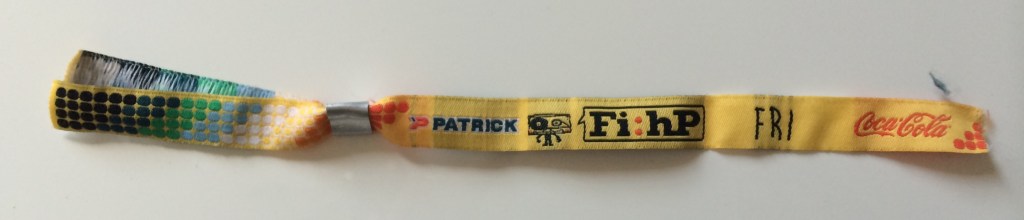 P PATRICK Fi:hP FRI Coca-Cola